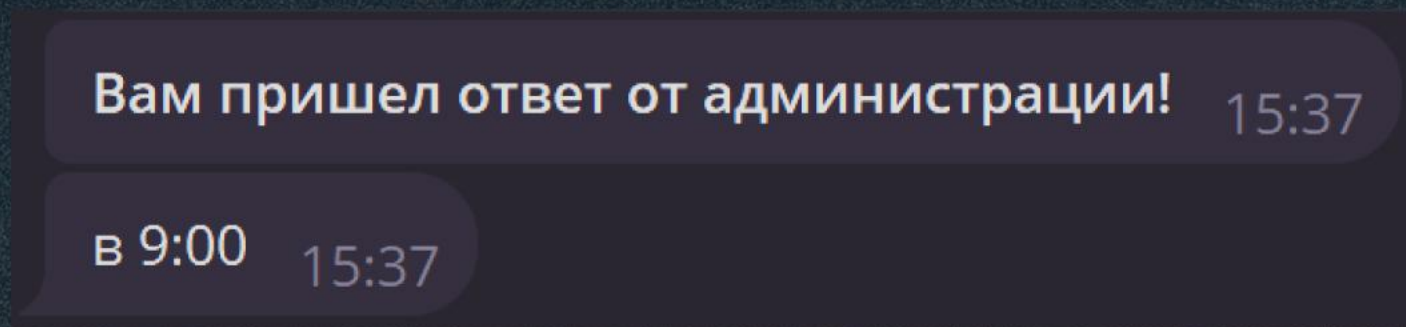 Вам пришел ответ от администрации! 15:37
в 9:00 15:37